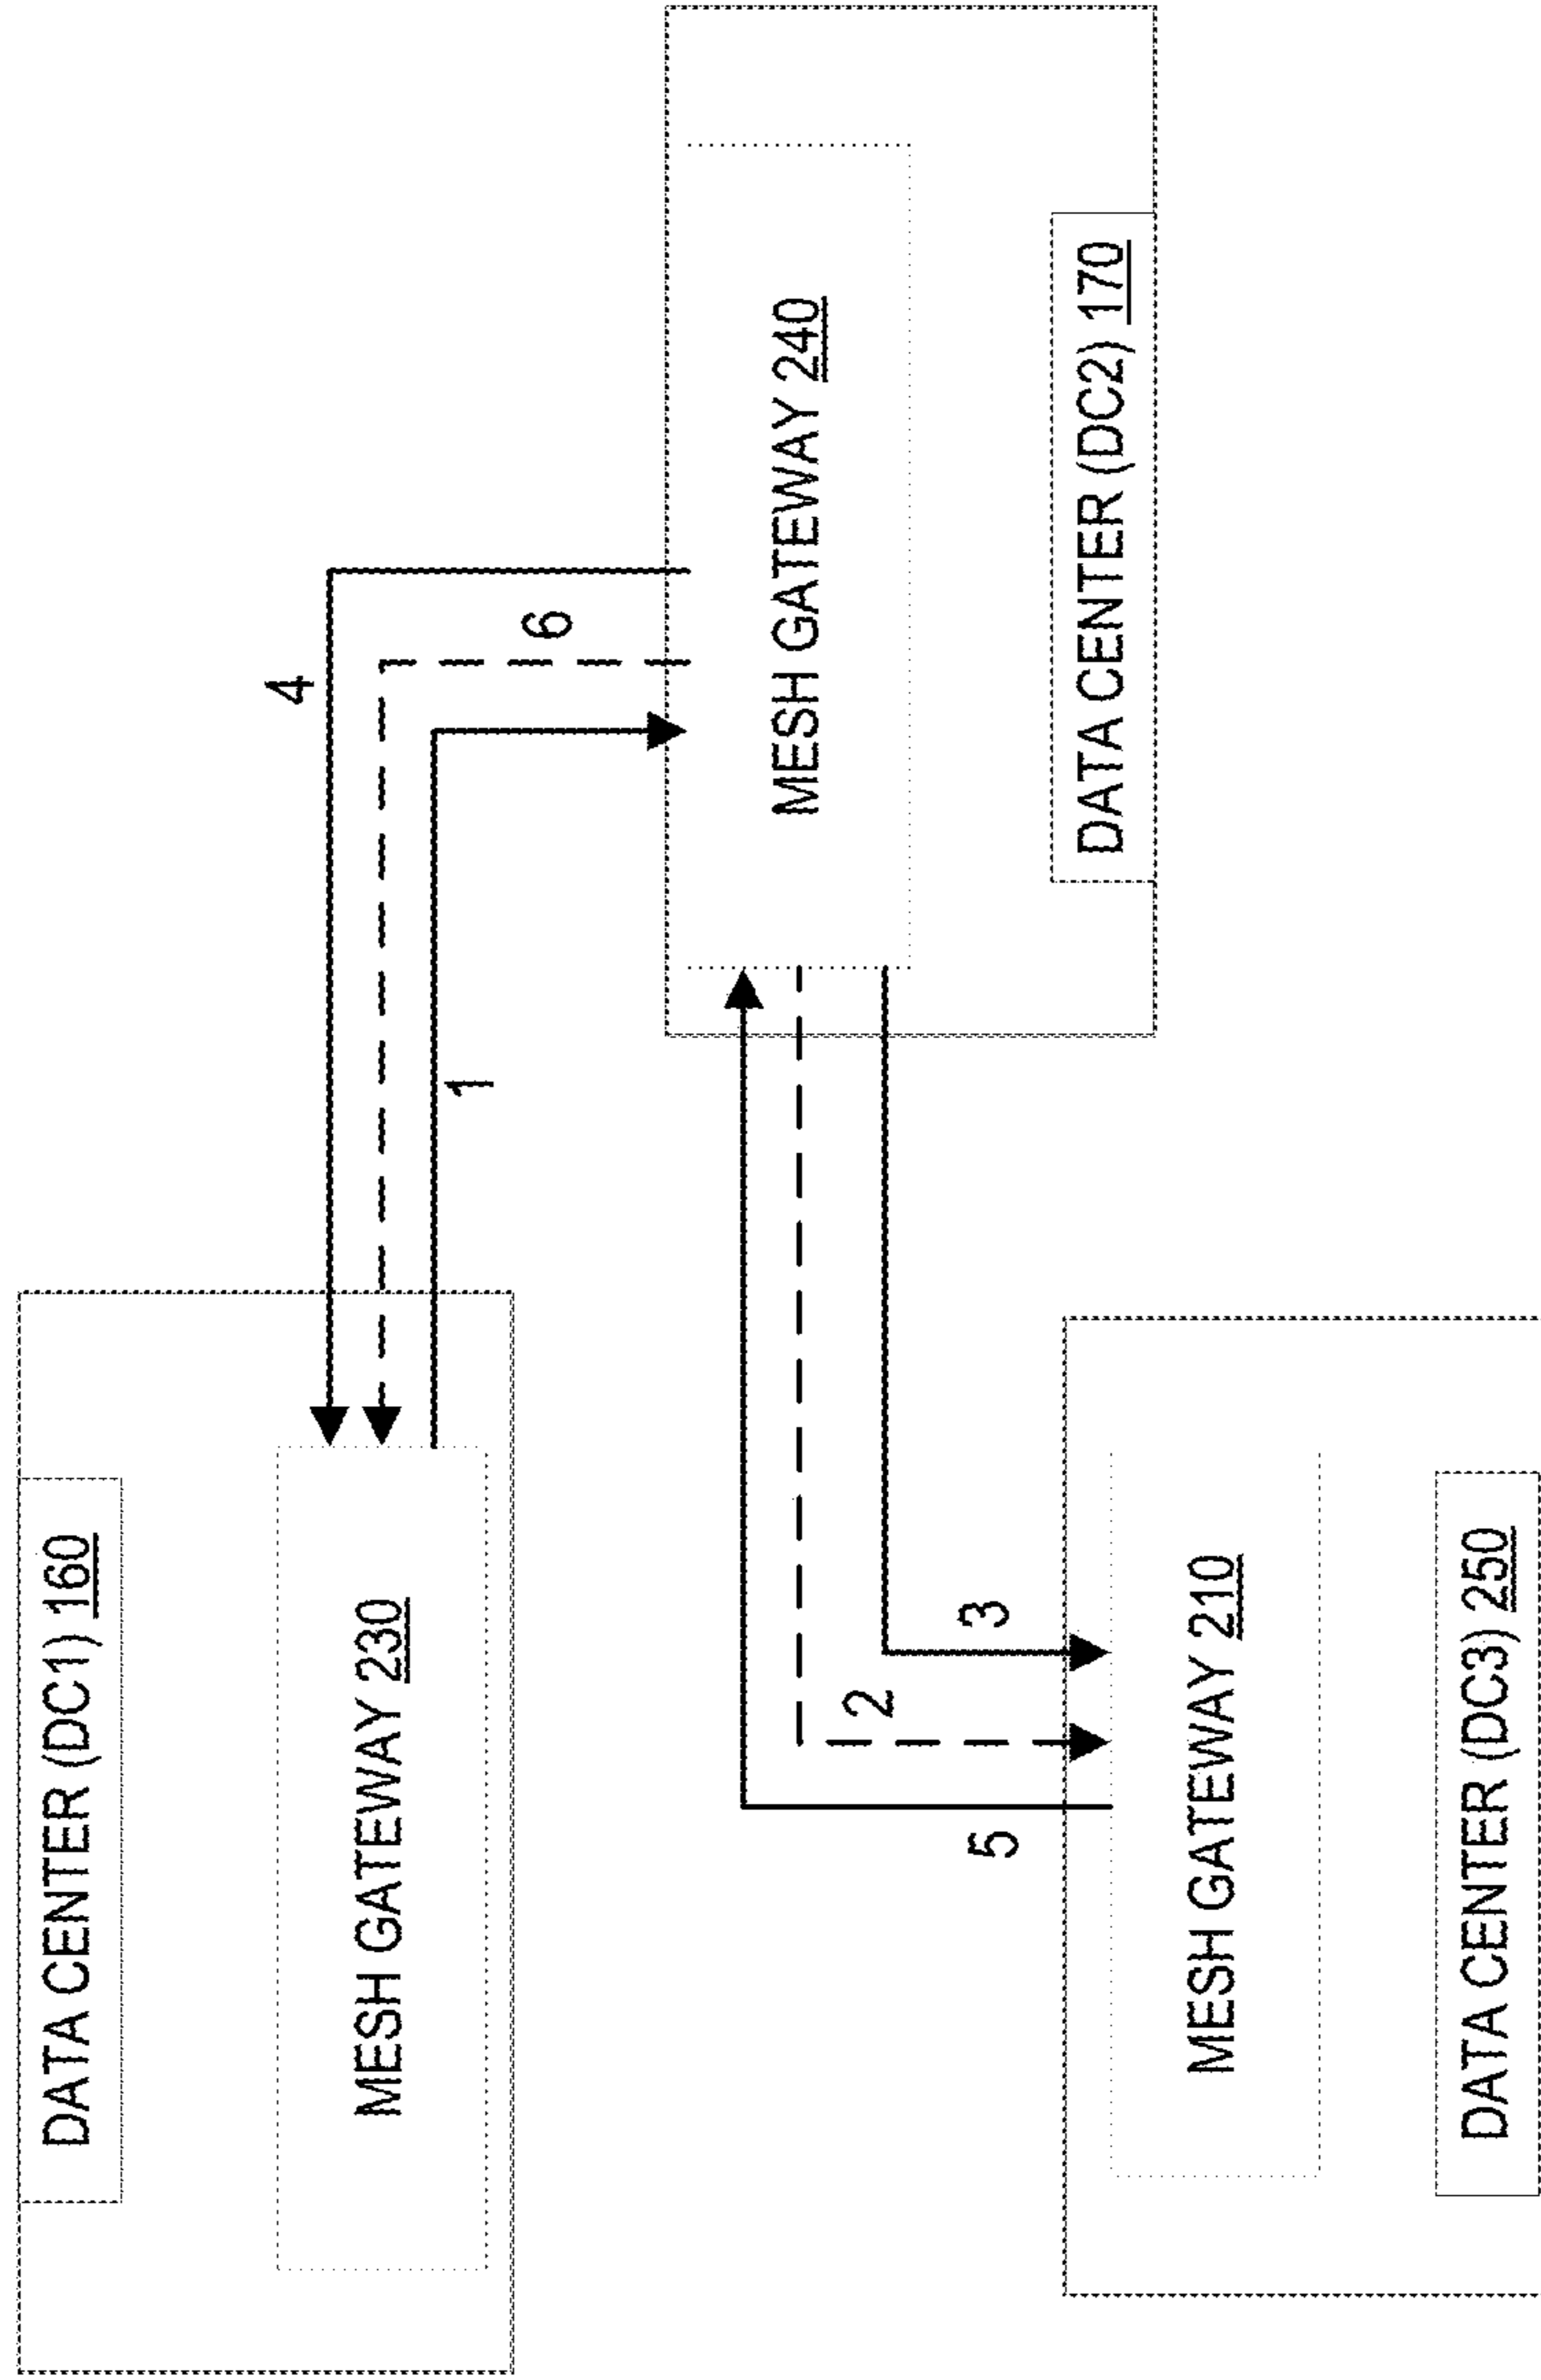 DATA CENTER (DC1) 160
MESH GATEWAY 230
4
6
1
MESH GATEWAY 240
DATA CENTER (DC2) 170
5
2
3
MESH GATEWAY 210
DATA CENTER (DC3) 250